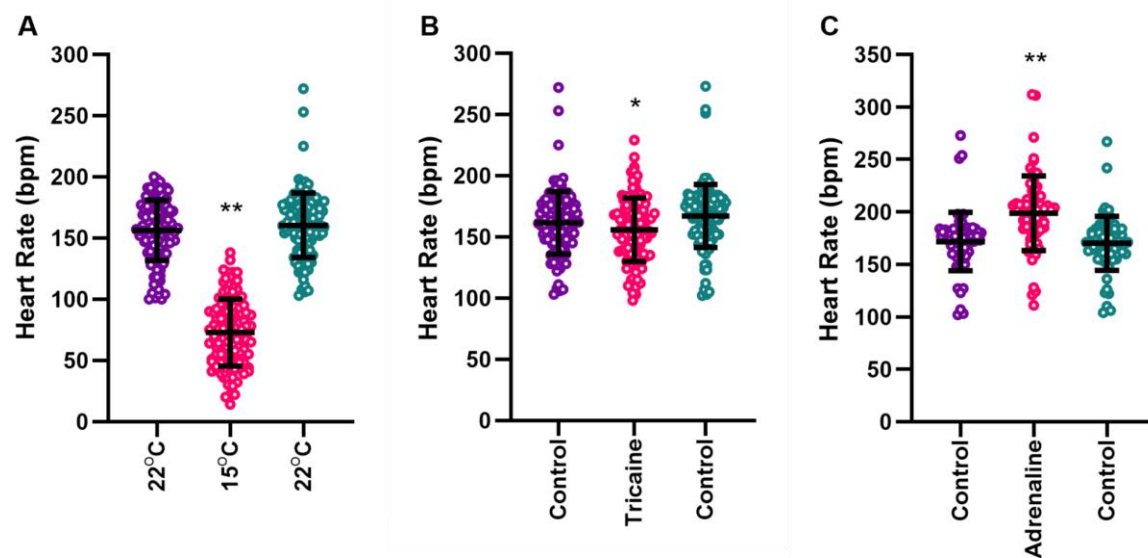 A
Heart Rate (bpm)
300
250
200
150
100
50
0
**
22°C
15°C
22°C
B
Heart Rate (bpm)
300
250
200
150
100
50
0
*
Control
Tricaine
Control
C
Heart Rate (bpm)
350
300
250
200
150
100
50
0
**
Control
Adrenaline
Control